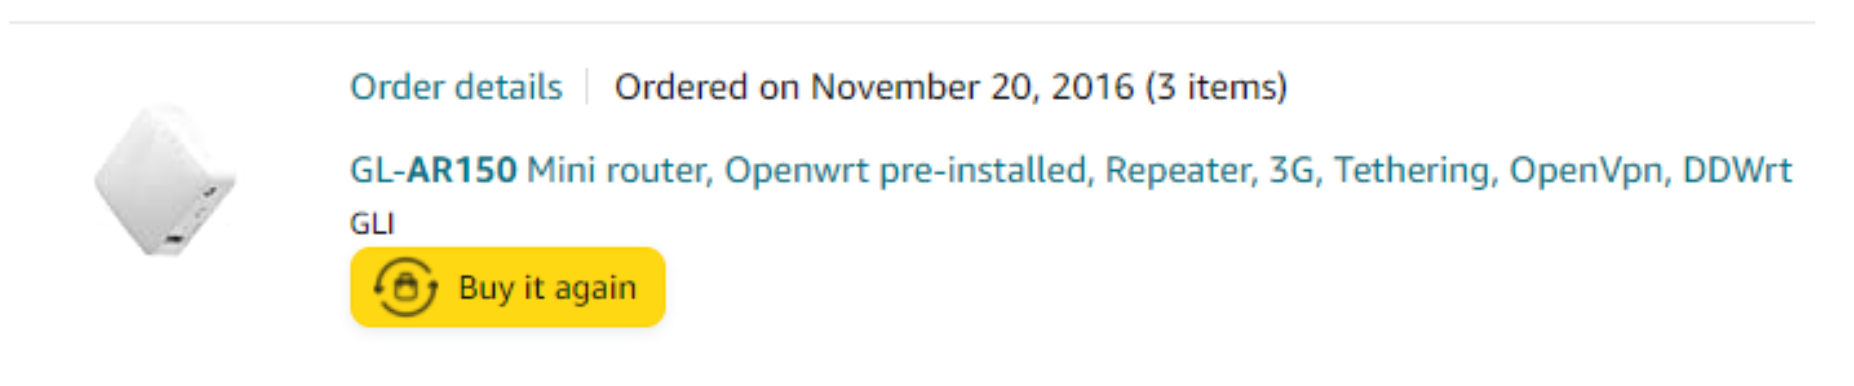 Order details | Ordered on November 20, 2016 (3 items)
GL-AR150 Mini router, Openwrt pre-installed, Repeater, 3G, Tethering, OpenVpn, DDWrt
GLI
Buy it again